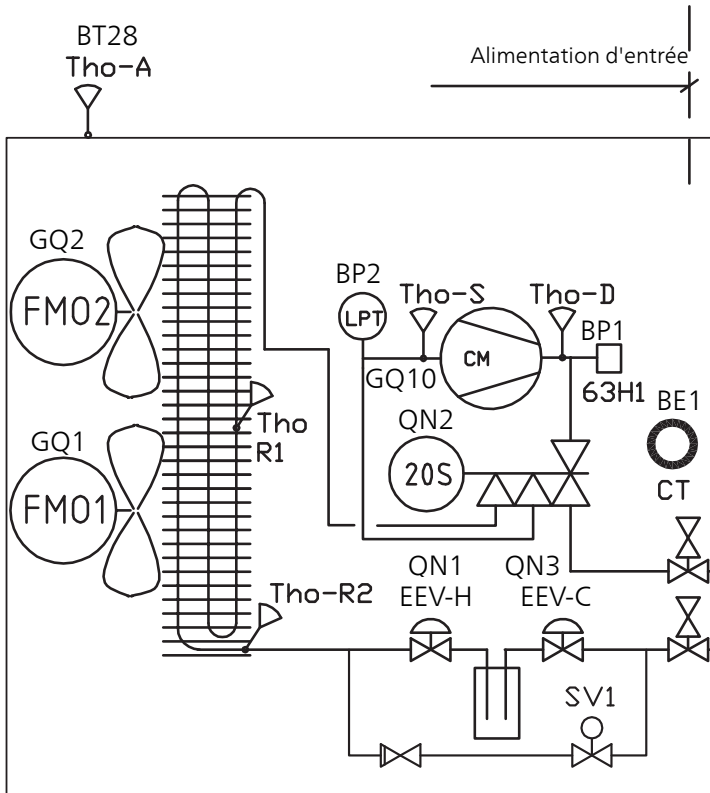 BT28
Tho-A
Alimentation d'entrée
GQ2
FM02
BP2
LPT
Tho-S
Tho-D
BP1
CM
GQ10
63H1
Tho
R1
QN2
20S
BE1
CT
GQ1
FM01
QN1
EEV-H
QN3
EEV-C
Tho-R2
SV1